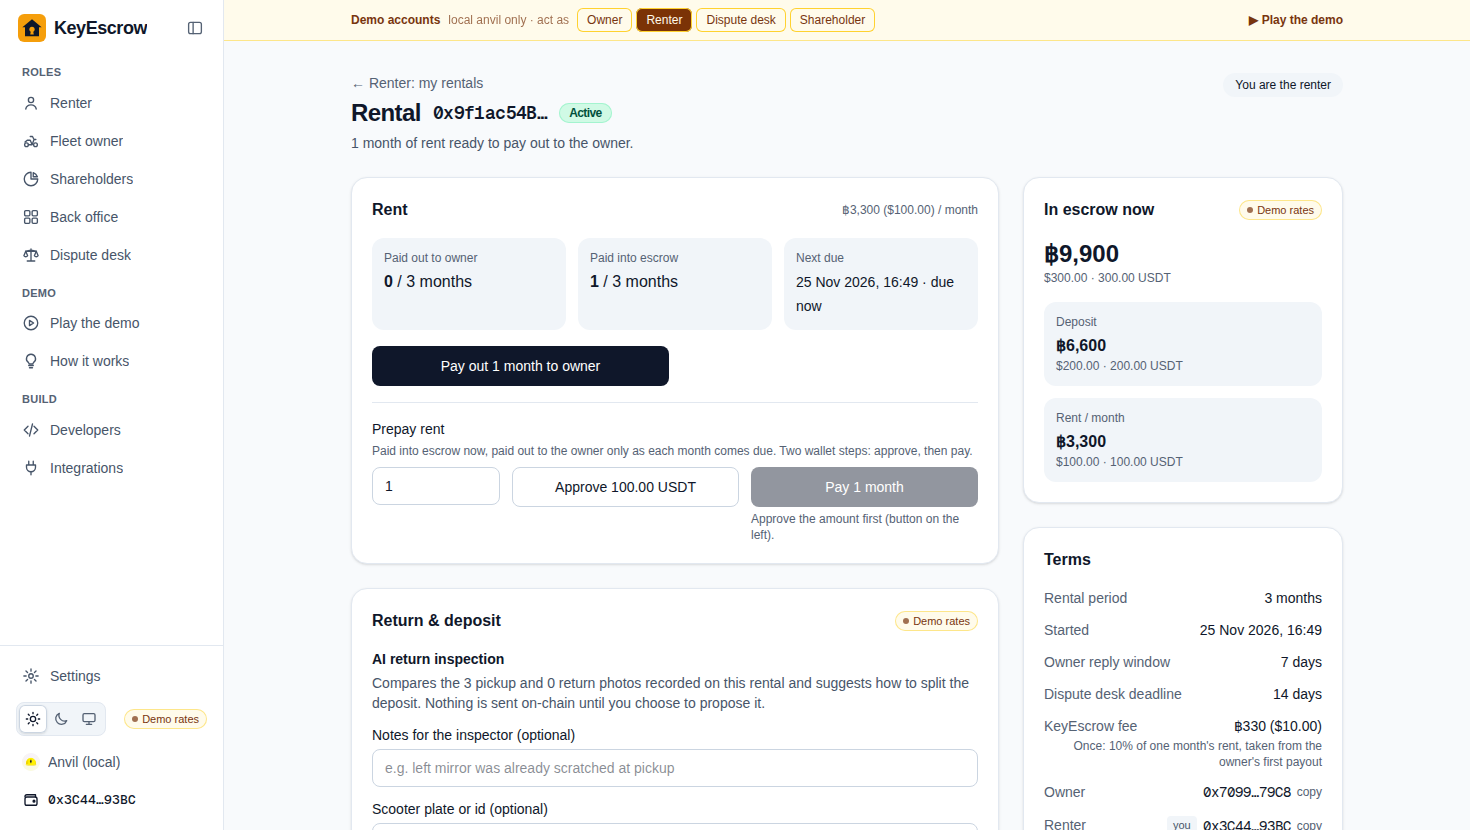 KeyEscrow
ROLES
Renter
Fleet owner
Shareholders
Back office
Dispute desk
DEMO
Play the demo
How it works
BUILD
Developers
Integrations
Settings
Demo rates
Anvil (local)
0x3C44…93BC
Demo accounts local anvil only · act as Owner Renter Dispute desk Shareholder
▶ Play the demo
← Renter: my rentals
You are the renter
Rental 0x9f1ac54B… Active
1 month of rent ready to pay out to the owner.
Rent
฿3,300 ($100.00) / month
Paid out to owner
0 / 3 months
Paid into escrow
1 / 3 months
Next due
25 Nov 2026, 16:49 · due
now
Pay out 1 month to owner
Prepay rent
Paid into escrow now, paid out to the owner only as each month comes due. Two wallet steps: approve, then pay.
1
Approve 100.00 USDT
Pay 1 month
Approve the amount first (button on the
left).
Return & deposit
Demo rates
AI return inspection
Compares the 3 pickup and 0 return photos recorded on this rental and suggests how to split the
deposit. Nothing is sent on-chain until you choose to propose it.
Notes for the inspector (optional)
e.g. left mirror was already scratched at pickup
Scooter plate or id (optional)
In escrow now
Demo rates
฿9,900
$300.00 · 300.00 USDT
Deposit
฿6,600
$200.00 · 200.00 USDT
Rent / month
฿3,300
$100.00 · 100.00 USDT
Terms
Rental period 3 months
Started 25 Nov 2026, 16:49
Owner reply window 7 days
Dispute desk deadline 14 days
KeyEscrow fee ฿330 ($10.00)
Once: 10% of one month's rent, taken from the
owner's first payout
Owner 0x7099…79C8 copy
Renter you 0x3C44…93BC copy